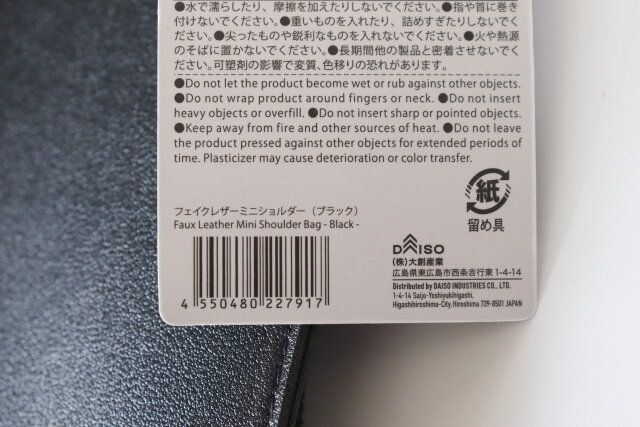 ●水で濡らしたり、摩擦を加えたりしないでください。●指や首に巻き
付けないでください。●重いものを入れたり、詰めすぎたりしないでく
ださい。●尖ったものや鋭利なものを入れないでください。●火や熱源
のそばに置かないでください。●長期間他の製品と密着させないでくだ
さい。可塑剤の影響で変質、色移りの恐れがあります。
●Do not let the product become wet or rub against other objects.
●Do not wrap product around fingers or neck. ●Do not insert
heavy objects or overfill. ●Do not insert sharp or pointed objects.
●Keep away from fire and other sources of heat. ●Do not leave
the product pressed against other objects for extended periods of
time. Plasticizer may cause deterioration or color transfer.
紙
留め具
フェイクレザーミニショルダー（ブラック）
Faux Leather Mini Shoulder Bag - Black -
4 550480 227917
DAISO
(株)大創産業
広島県東広島市西条吉行東 1-4-14
Distributed by DAISO INDUSTRIES CO., LTD.
1-4-14 Saijo-Yoshiyukihigashi,
Higashihiroshima-City, Hiroshima 739-8501 JAPAN